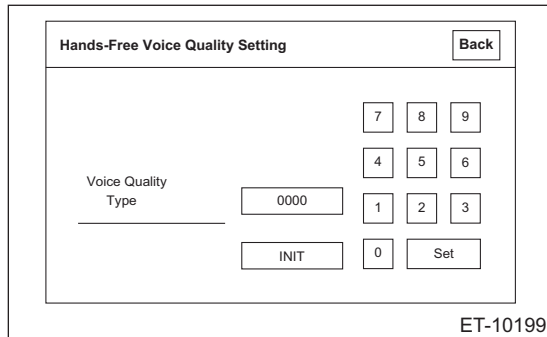 Hands-Free Voice Quality Setting
Back
7 8 9
4 5 6
Voice Quality
Type
0000
1 2 3
INIT
0 Set
ET-10199